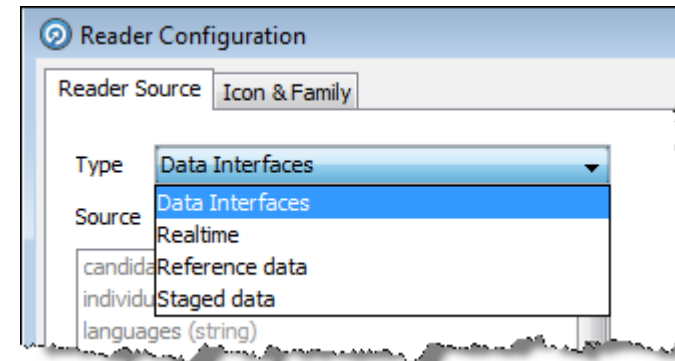 Reader Configuration
Reader Source Icon & Family
Type Data Interfaces
Source Data Interfaces
Realtime
Reference data
Staged data
languages (string)